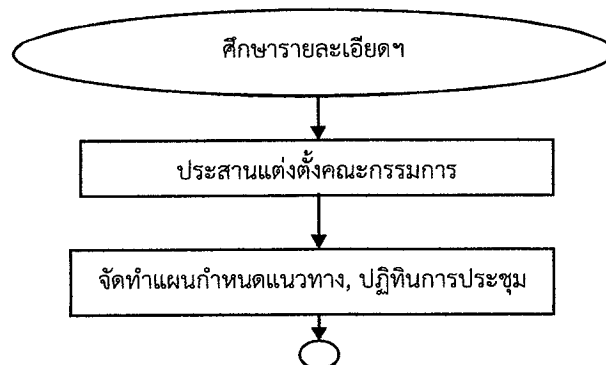 ศึกษารายละเอียดฯ
ประสานแต่งตั้งคณะกรรมการ
จัดทำแผนกำหนดแนวทาง, ปฏิทินการประชุม